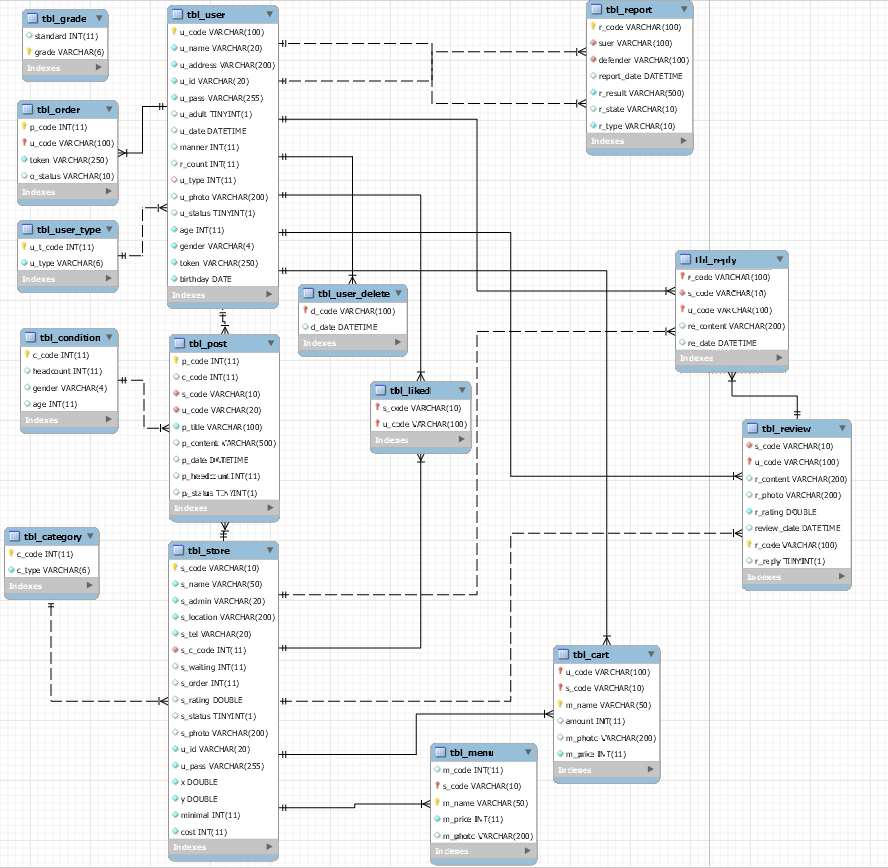 tbl_grade
standard INT(11)
grade VARCHAR(6)
Indexes
tbl_order
p_code INT(11)
u_code VARCHAR(100)
token VARCHAR(250)
o_status VARCHAR(10)
Indexes
tbl_user_type
u_t_code INT(11)
u_type VARCHAR(6)
Indexes
tbl_condition
c_code INT(11)
headcount INT(11)
gender VARCHAR(4)
age INT(11)
Indexes
tbl_category
c_code INT(11)
c_type VARCHAR(6)
Indexes
tbl_user
u_code VARCHAR(100)
u_name VARCHAR(20)
u_address VARCHAR(200)
u_id VARCHAR(20)
u_pass VARCHAR(255)
u_adult TINYINT(1)
u_date DATETIME
manner INT(11)
r_count INT(11)
u_type INT(11)
u_photo VARCHAR(200)
u_status TINYINT(1)
age INT(11)
gender VARCHAR(4)
token VARCHAR(250)
birthday DATE
Indexes
tbl_post
p_code INT(11)
c_code INT(11)
s_code VARCHAR(10)
u_code VARCHAR(20)
p_title VARCHAR(100)
p_content VARCHAR(500)
p_date DATETIME
p_headcount INT(11)
p_status TINYINT(1)
Indexes
tbl_store
s_code VARCHAR(10)
s_name VARCHAR(50)
s_admin VARCHAR(20)
s_location VARCHAR(200)
s_tel VARCHAR(20)
s_c_code INT(11)
s_waiting INT(11)
s_order INT(11)
s_rating DOUBLE
s_status TINYINT(1)
s_photo VARCHAR(200)
u_id VARCHAR(20)
u_pass VARCHAR(255)
x DOUBLE
y DOUBLE
minimal INT(11)
cost INT(11)
Indexes
tbl_user_delete
d_code VARCHAR(100)
d_date DATETIME
Indexes
tbl_liked
s_code VARCHAR(10)
u_code VARCHAR(100)
Indexes
tbl_menu
m_code INT(11)
s_code VARCHAR(10)
m_name VARCHAR(50)
m_price INT(11)
m_photo VARCHAR(200)
Indexes
tbl_report
r_code VARCHAR(100)
suer VARCHAR(100)
defender VARCHAR(100)
report_date DATETIME
r_result VARCHAR(500)
r_state VARCHAR(10)
r_type VARCHAR(10)
Indexes
tbl_reply
r_code VARCHAR(100)
s_code VARCHAR(10)
u_code VARCHAR(100)
re_content VARCHAR(200)
re_date DATETIME
Indexes
tbl_review
s_code VARCHAR(10)
u_code VARCHAR(100)
r_content VARCHAR(200)
r_photo VARCHAR(200)
r_rating DOUBLE
review_date DATETIME
r_code VARCHAR(100)
r_reply TINYINT(1)
Indexes
tbl_cart
u_code VARCHAR(100)
s_code VARCHAR(10)
m_name VARCHAR(50)
amount INT(11)
m_photo VARCHAR(200)
m_price INT(11)
Indexes